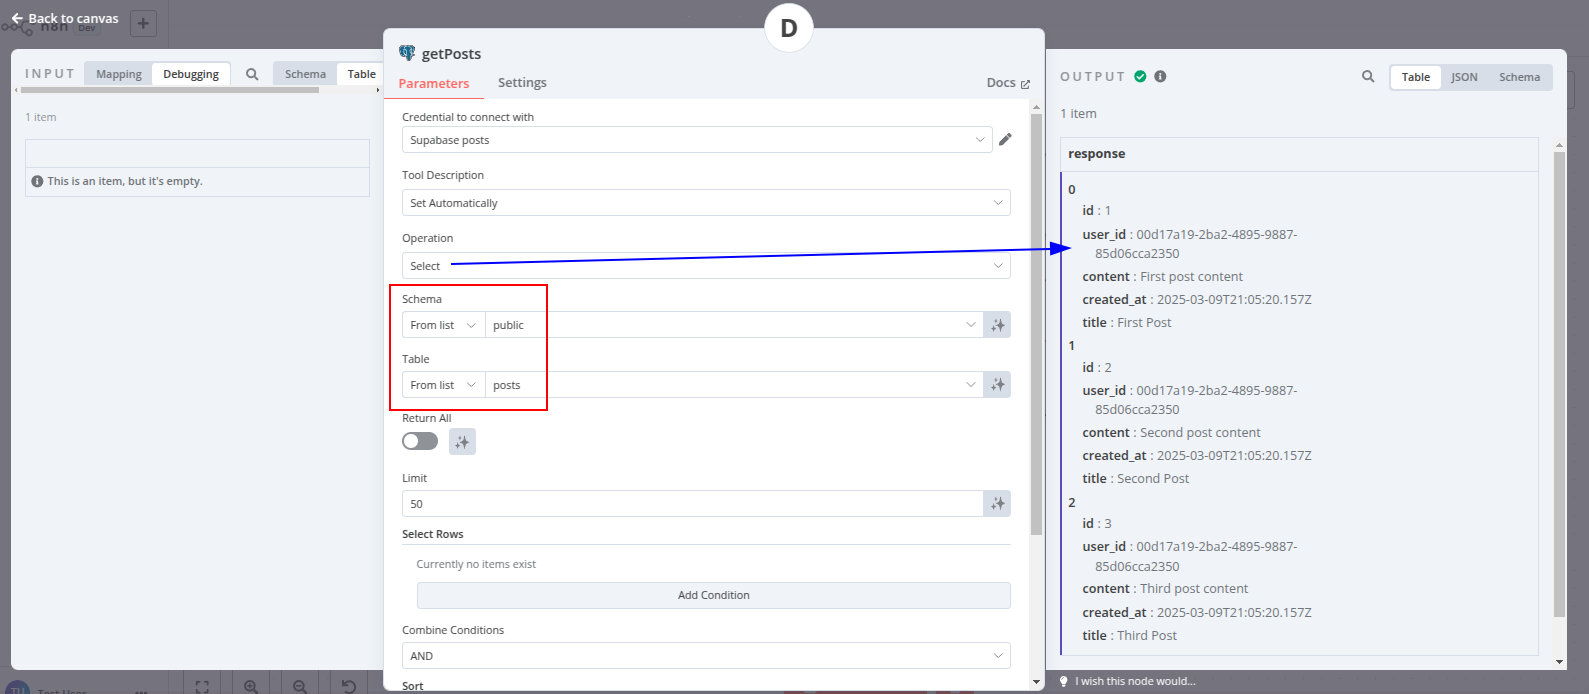 Back to canvas
n8n
Dev
D
INPUT
Mapping
Debugging
Schema
Table
1 item
This is an item, but it's empty.
getPosts
Parameters
Settings
Docs
Credential to connect with
Supabase posts
Tool Description
Set Automatically
Operation
Select
Schema
From list
public
Table
From list
posts
Return All
Limit
50
Select Rows
Currently no items exist
Add Condition
Combine Conditions
AND
Sort
OUTPUT
Table
JSON
Schema
1 item
response
0
id : 1
user_id : 00d17a19-2ba2-4895-9887-
85d06cca2350
content : First post content
created_at : 2025-03-09T21:05:20.157Z
title : First Post
1
id : 2
user_id : 00d17a19-2ba2-4895-9887-
85d06cca2350
content : Second post content
created_at : 2025-03-09T21:05:20.157Z
title : Second Post
2
id : 3
user_id : 00d17a19-2ba2-4895-9887-
85d06cca2350
content : Third post content
created_at : 2025-03-09T21:05:20.157Z
title : Third Post
I wish this node would...
TU
Test User